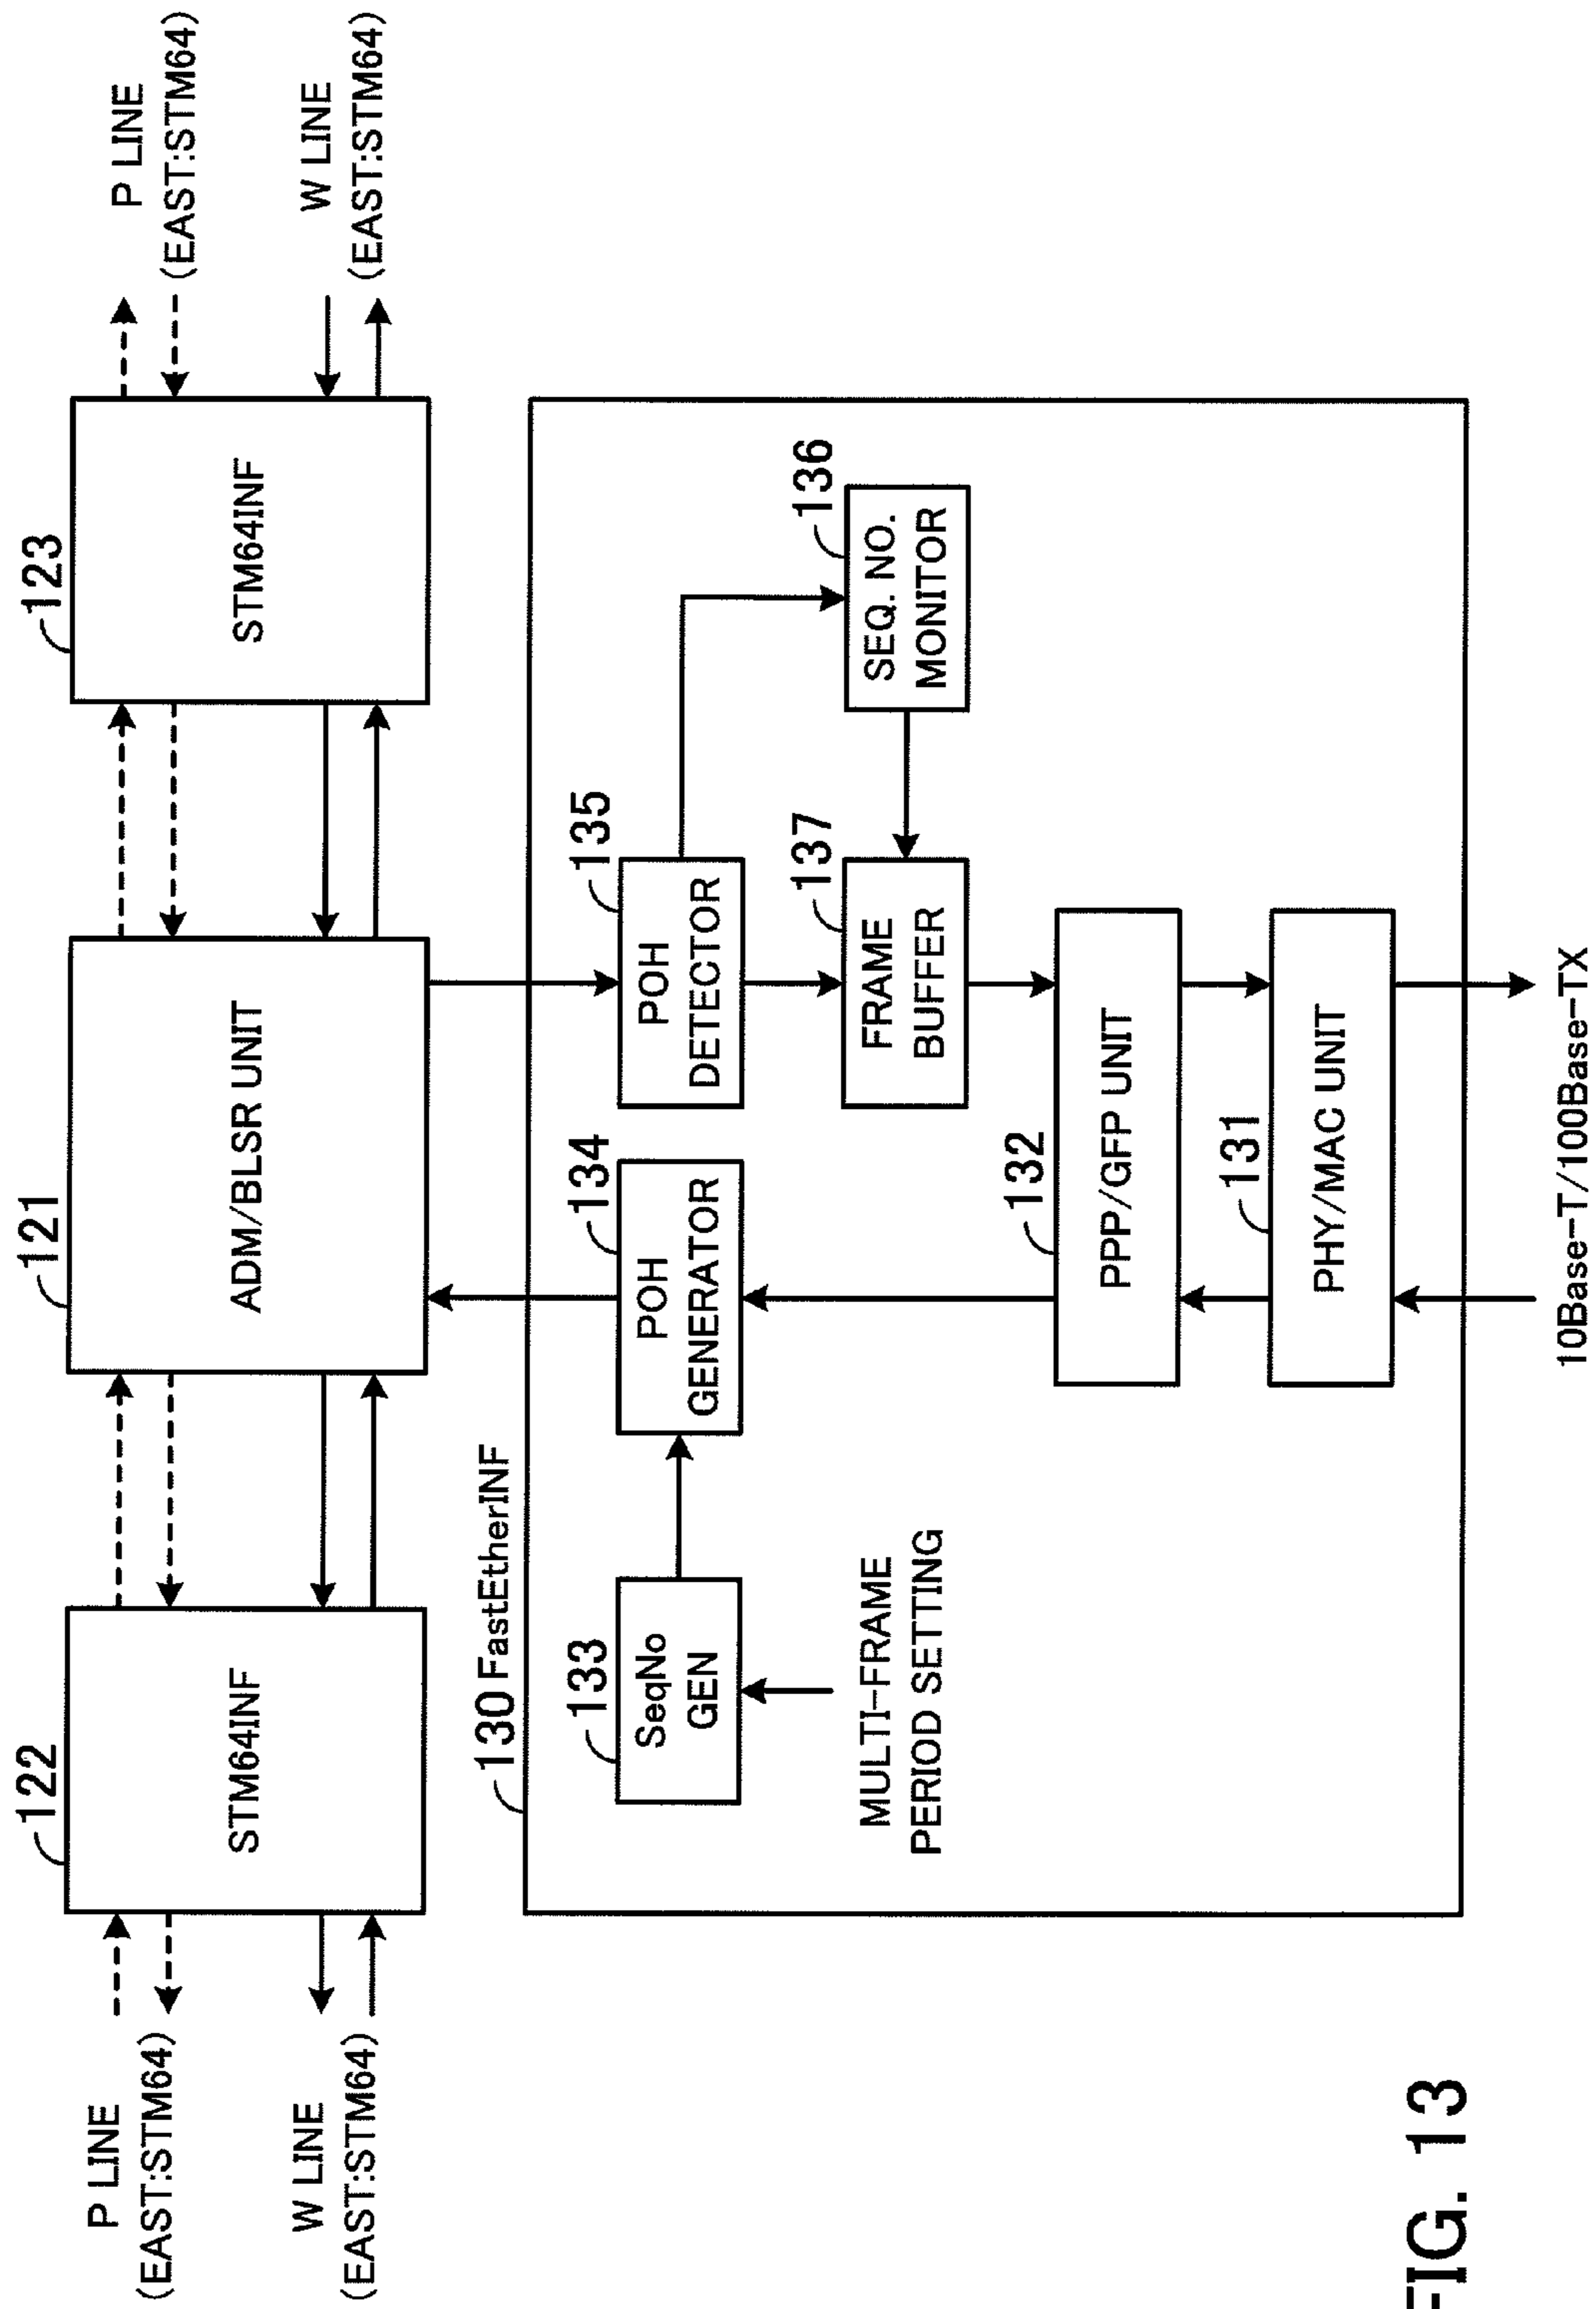 P LINE
(EAST:STM64)
W LINE
(EAST:STM64)
122
STM64INF
121
ADM/BLSR UNIT
123
STM64INF
P LINE
(EAST:STM64)
W LINE
(EAST:STM64)
130 FastEtherINF
133
SeqNo
GEN
MULTI-FRAME
PERIOD SETTING
134
POH
GENERATOR
135
POH
DETECTOR
136
SEQ. NO.
MONITOR
137
FRAME
BUFFER
132
PPP/GFP UNIT
131
PHY/MAC UNIT
10Base-T/100Base-TX
FIG. 13